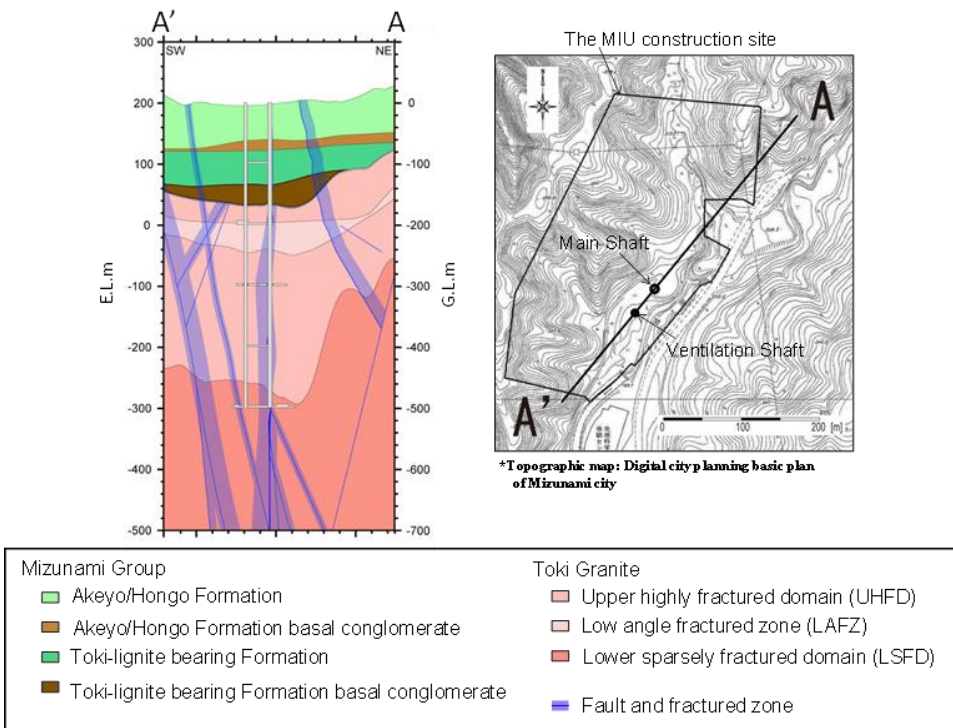 A'
A
300
SW
NE
200
0
100
-100
0
-200
E.L.m
-100
-300
G.L.m
-200
-400
-300
-500
-400
-600
-500
-700
The MIU construction site
A
Main Shaft
Ventilation Shaft
A'
0
100
200
[m]
*Topographic map: Digital city planning basic plan
of Mizunami city
Mizunami Group
Akeyo/Hongo Formation
Akeyo/Hongo Formation basal conglomerate
Toki-lignite bearing Formation
Toki-lignite bearing Formation basal conglomerate
Toki Granite
Upper highly fractured domain (UHFD)
Low angle fractured zone (LAFZ)
Lower sparsely fractured domain (LSFD)
Fault and fractured zone